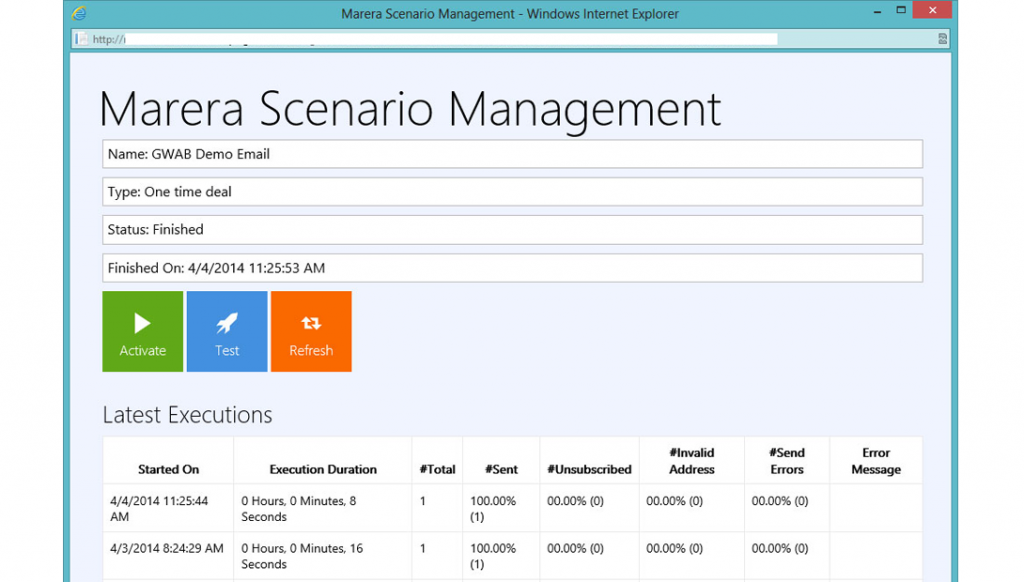 Marera Scenario Management - Windows Internet Explorer
http://
Marera Scenario Management
Name: GWAB Demo Email
Type: One time deal
Status: Finished
Finished On: 4/4/2014 11:25:53 AM
Activate Test Refresh
Latest Executions
Started On Execution Duration #Total #Sent #Unsubscribed #Invalid Address #Send Errors Error Message
4/4/2014 11:25:44 AM 0 Hours, 0 Minutes, 8 Seconds 1 100.00% (1) 00.00% (0) 00.00% (0) 00.00% (0)
4/3/2014 8:24:29 AM 0 Hours, 0 Minutes, 16 Seconds 1 100.00% (1) 00.00% (0) 00.00% (0) 00.00% (0)